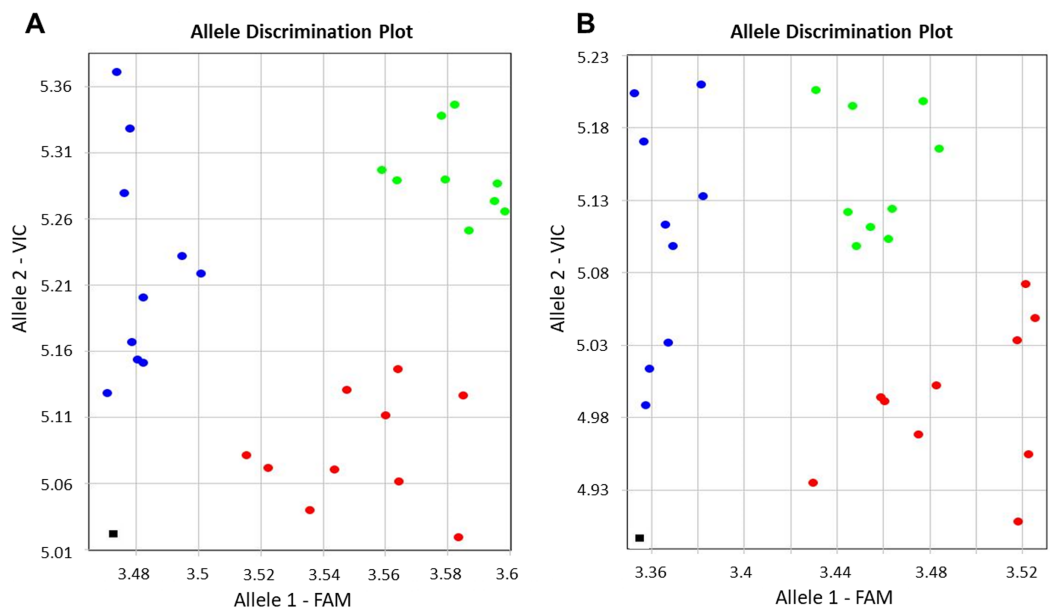 A
Allele Discrimination Plot
Allele 2 - VIC
5.36
5.31
5.26
5.21
5.16
5.11
5.06
5.01
3.48 3.5 3.52 3.54 3.56 3.58 3.6
Allele 1 - FAM
B
Allele Discrimination Plot
Allele 2 - VIC
5.23
5.18
5.13
5.08
5.03
4.98
4.93
3.36 3.4 3.44 3.48 3.52
Allele 1 - FAM